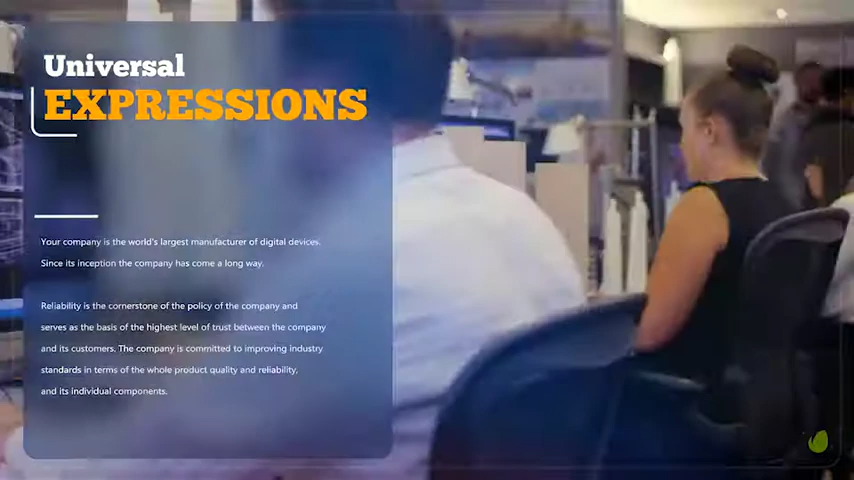 Universal
EXPRESSIONS
Your company is the world's largest manufacturer of digital devices.
Since its inception the company has come a long way.
Reliability is the cornerstone of the policy of the company and
serves as the basis of the highest level of trust between the company
and its customers. The company is committed to improving industry
standards in terms of the whole product quality and reliability,
and its individual components.